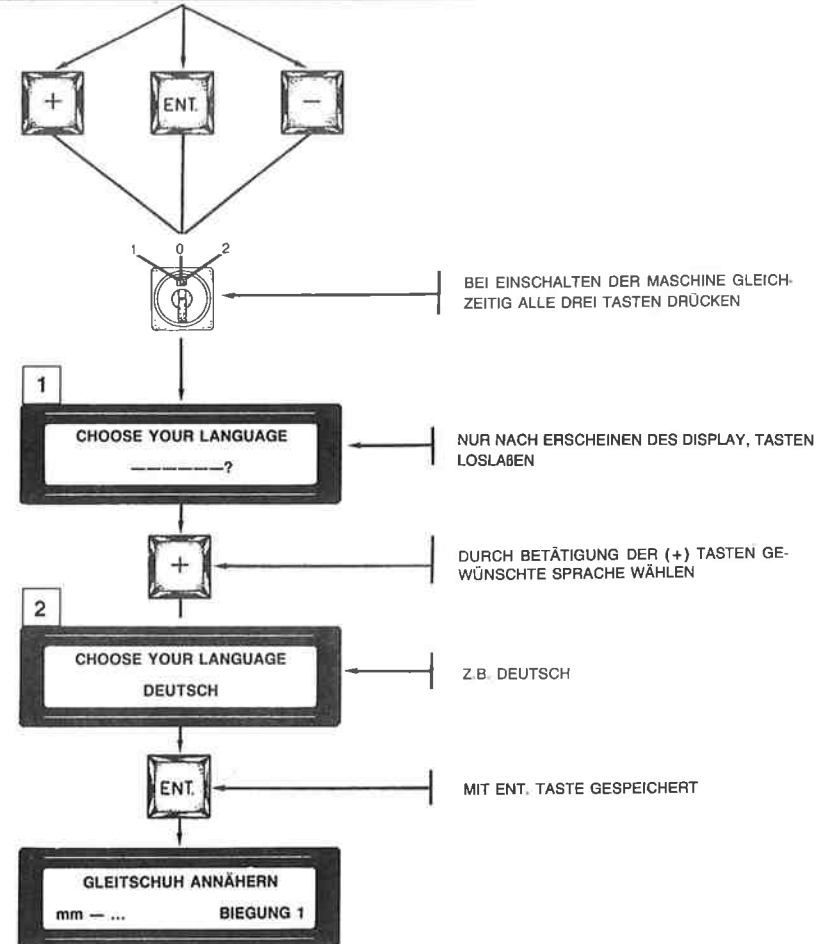 +
ENT.
−
1 0 2
BEI EINSCHALTEN DER MASCHINE GLEICH-
ZEITIG ALLE DREI TASTEN DRÜCKEN
1
CHOOSE YOUR LANGUAGE
——————?
NUR NACH ERSCHEINEN DES DISPLAY, TASTEN
LOSLAßEN
+
DURCH BETÄTIGUNG DER (+) TASTEN GE-
WÜNSCHTE SPRACHE WÄHLEN
2
CHOOSE YOUR LANGUAGE
DEUTSCH
Z.B. DEUTSCH
ENT.
MIT ENT. TASTE GESPEICHERT
GLEITSCHUH ANNÄHERN
mm — ... BIEGUNG 1